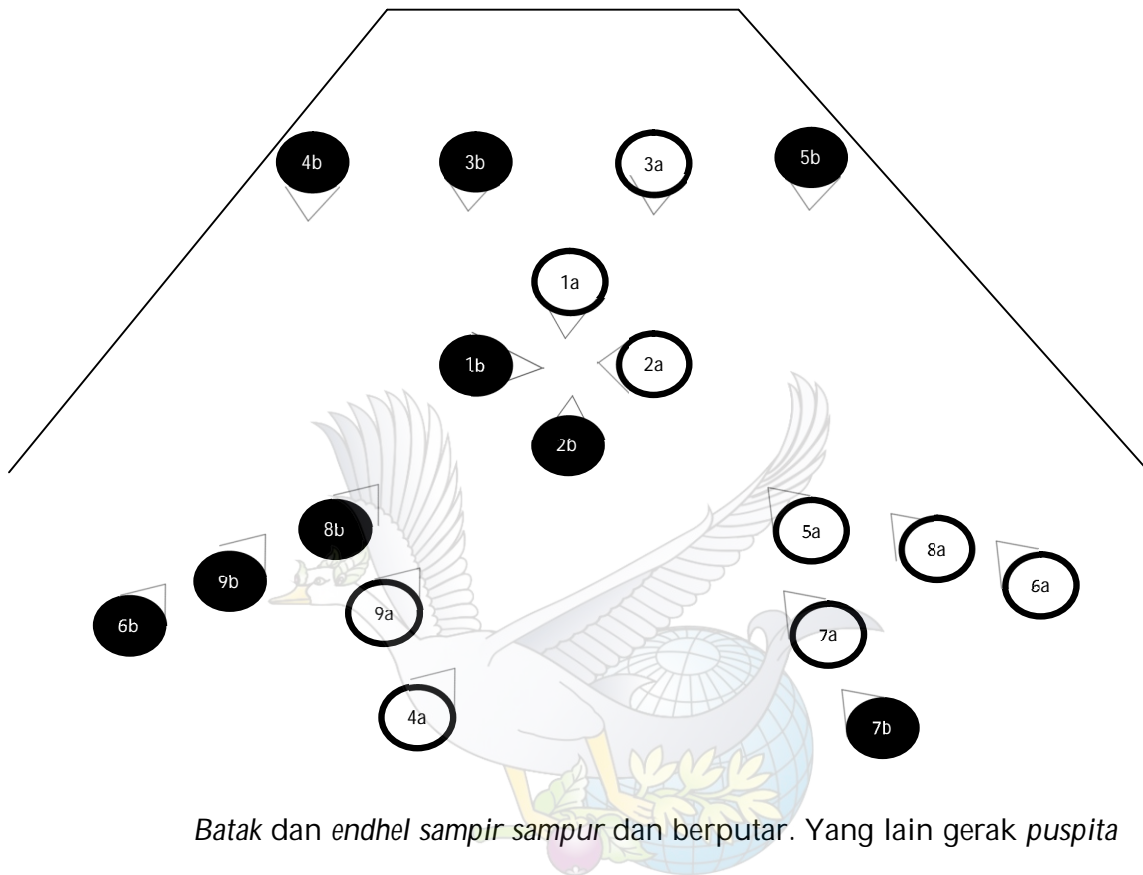 4b 3b 3a 5b
1a
1b 2a
2b
8b 5a 8a
9b 9a 6a
6b 7a
4a 7b
Batak dan endhel sampir sampur dan berputar. Yang lain gerak puspita